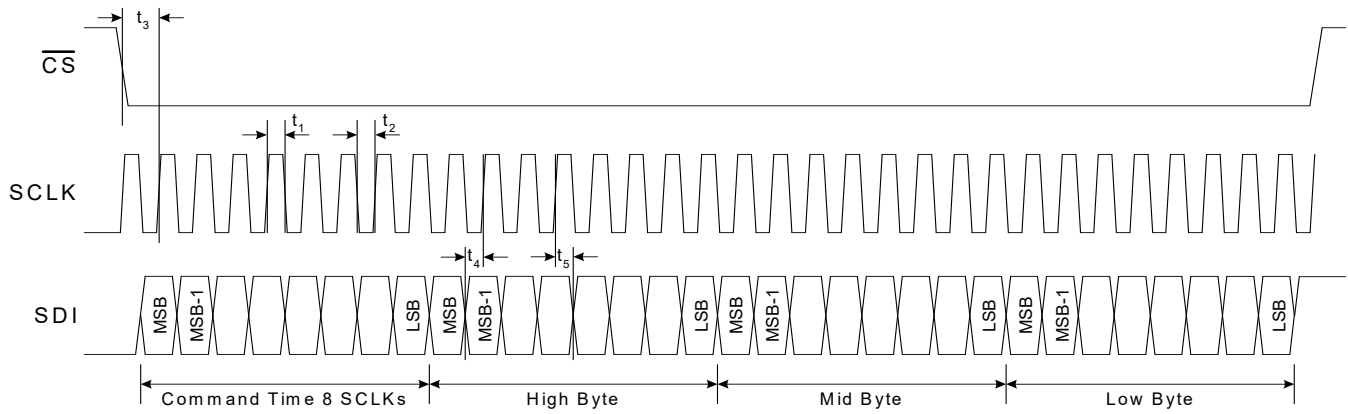 t3
CS
t1
t2
SCLK
t4
t5
SDI
MSB
MSB-1
LSB
MSB
MSB-1
LSB
MSB
MSB-1
LSB
MSB
MSB-1
LSB
Command Time 8 SCLKs
High Byte
Mid Byte
Low Byte